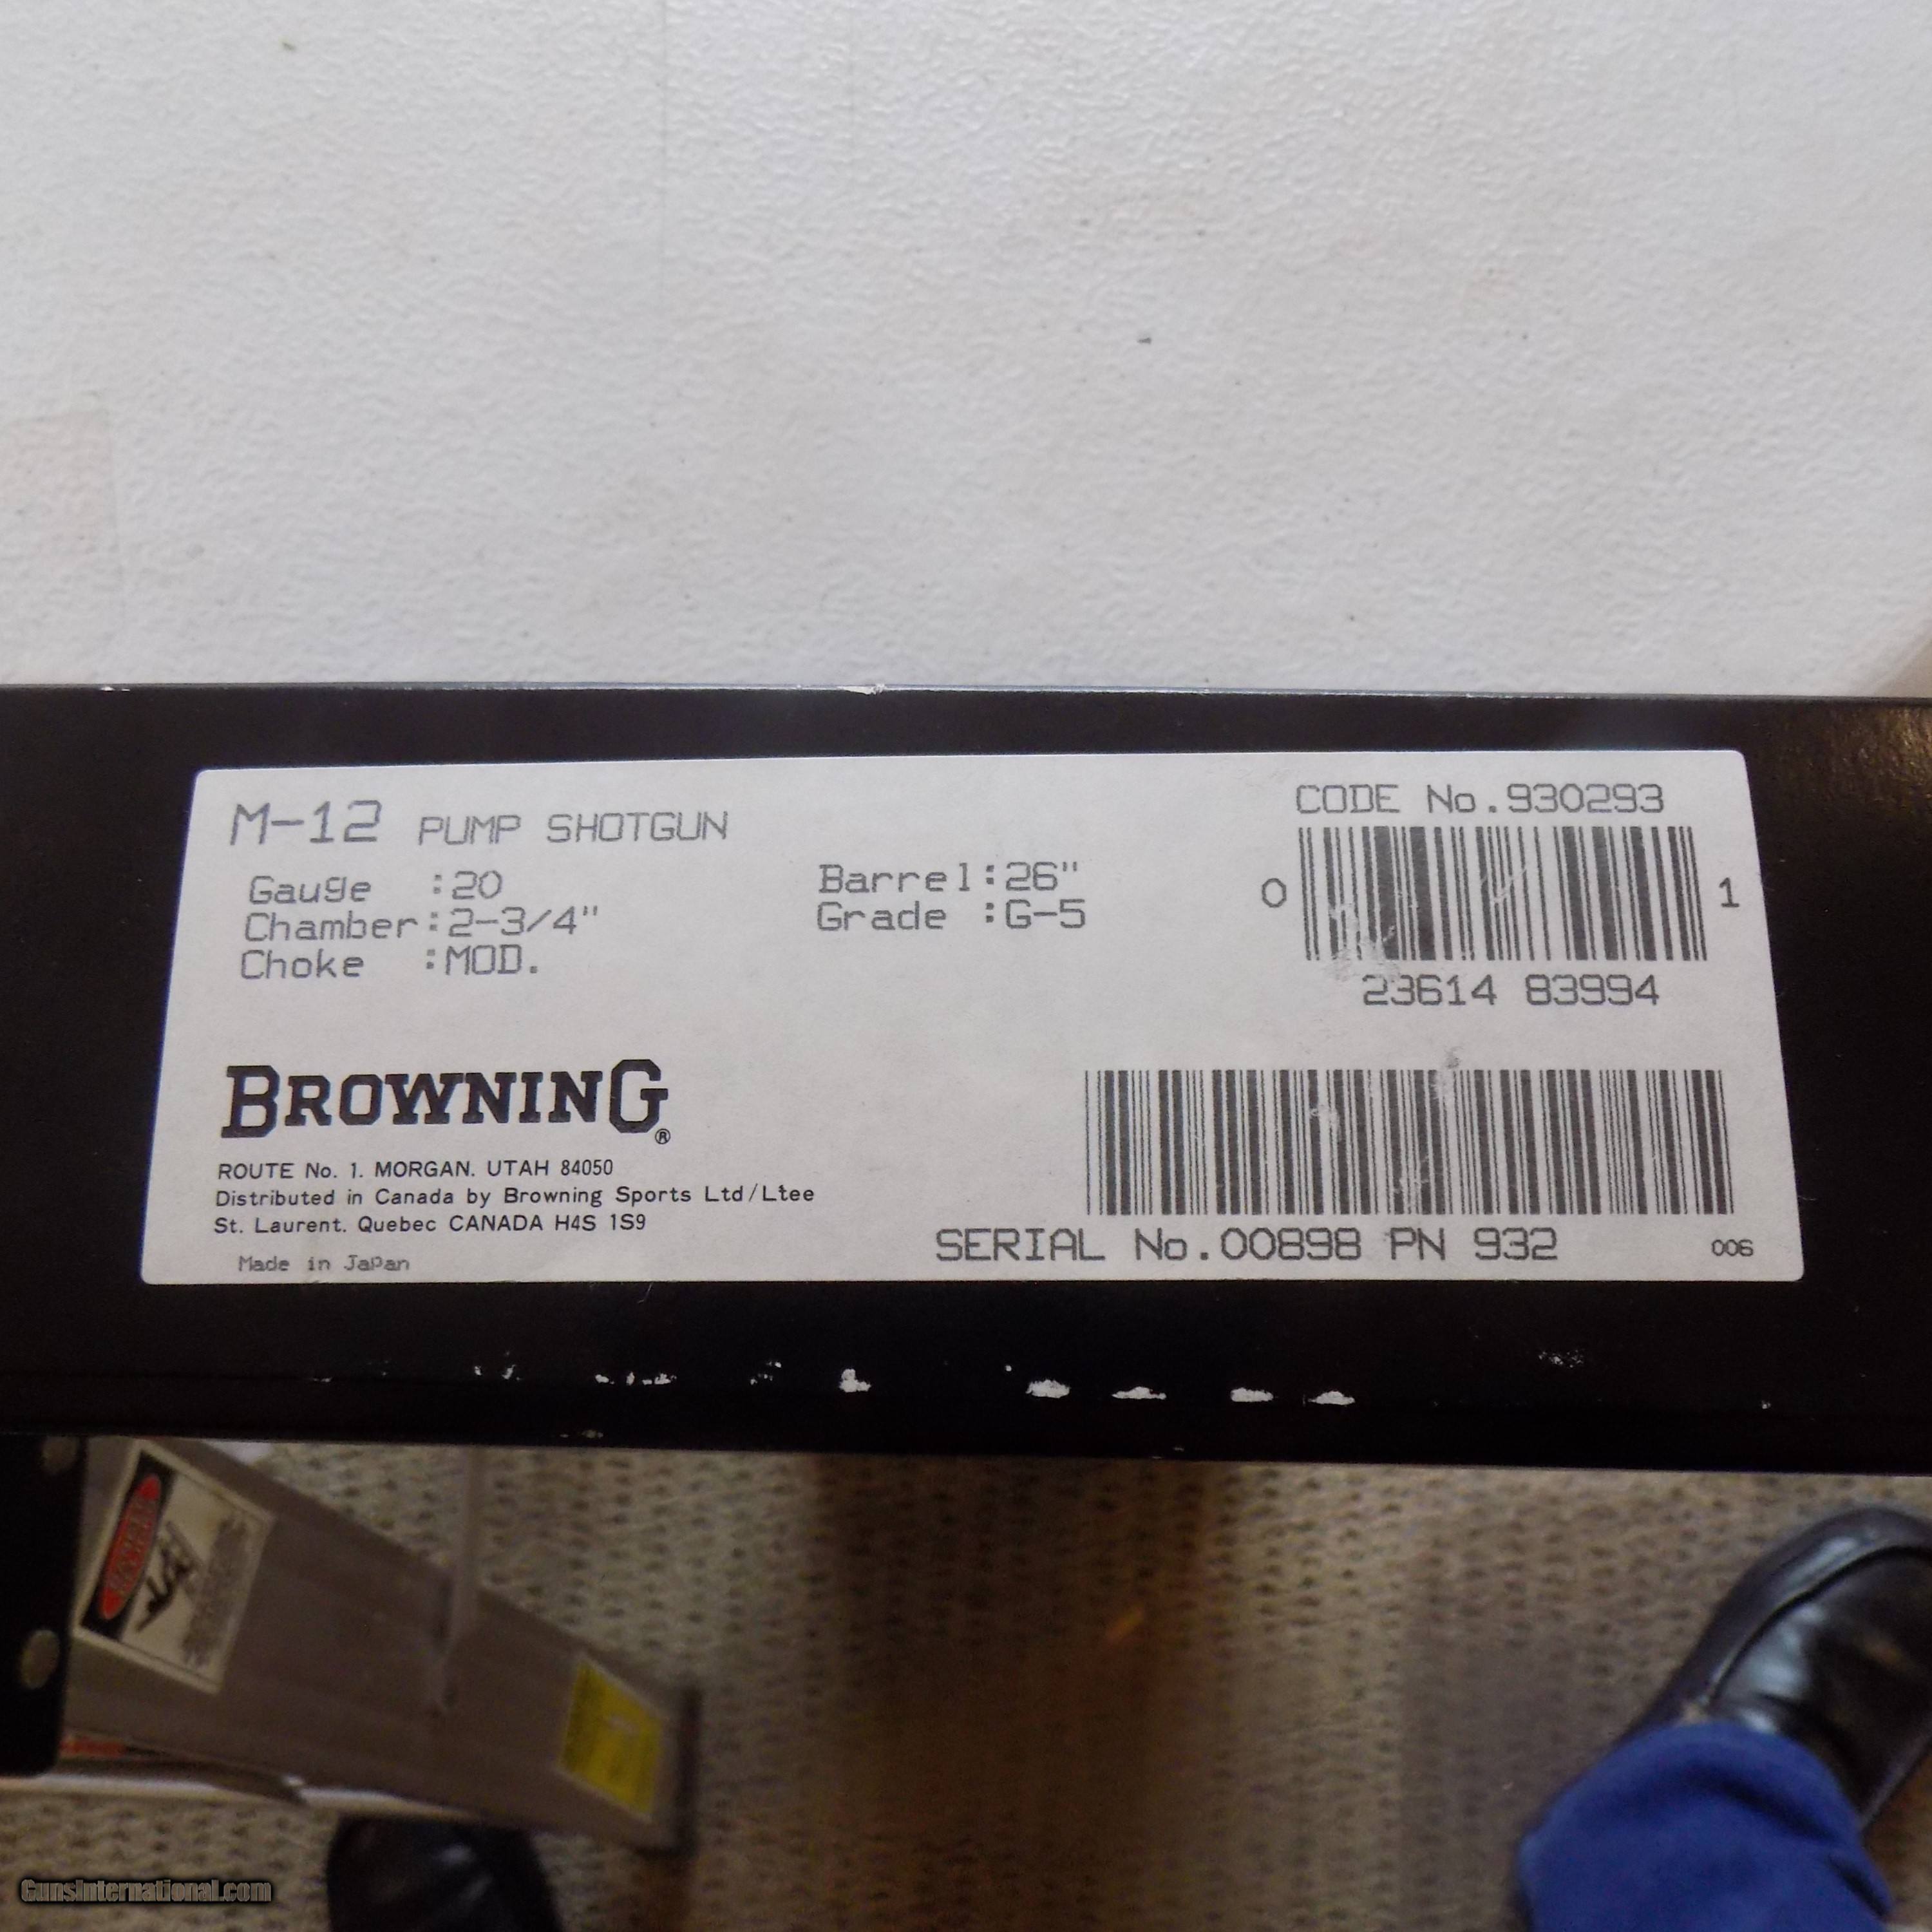 M-12 PUMP SHOTGUN
Gauge :20
Chamber:2-3/4"
Choke :MOD.
Barrel:26"
Grade :G-5
CODE No.930293
0 1
23614 83994
BROWNING®
ROUTE No. 1. MORGAN. UTAH 84050
Distributed in Canada by Browning Sports Ltd/Ltee
St. Laurent. Quebec CANADA H4S 1S9
Made in Japan
SERIAL No.00898 PN 932
006
GunsInternational.com